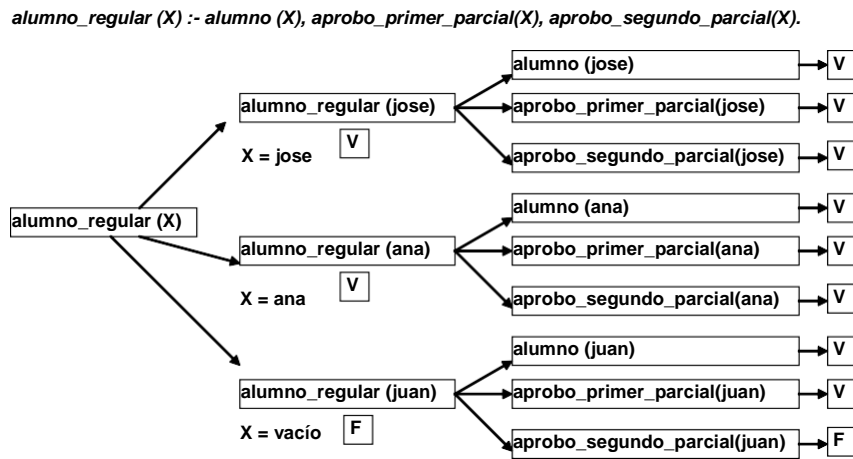 alumno_regular (X) :- alumno (X), aprobo_primer_parcial(X), aprobo_segundo_parcial(X).
alumno (jose) V
alumno_regular (jose) aprobo_primer_parcial(jose) V
X = jose V aprobo_segundo_parcial(jose) V
alumno_regular (X)
alumno (ana) V
alumno_regular (ana) aprobo_primer_parcial(ana) V
X = ana V aprobo_segundo_parcial(ana) V
alumno (juan) V
alumno_regular (juan) aprobo_primer_parcial(juan) V
X = vacío F aprobo_segundo_parcial(juan) F